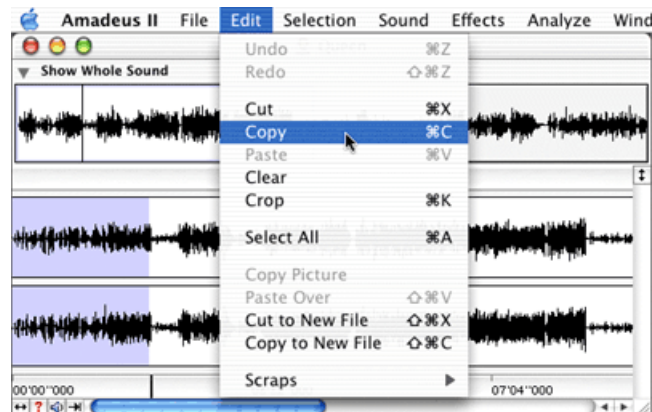 Amadeus II File Edit Selection Sound Effects Analyze Wind
Show Whole Sound
Undo ⌘Z
Redo ⇧⌘Z
Cut ⌘X
Copy ⌘C
Paste ⌘V
Clear
Crop ⌘K
Select All ⌘A
Copy Picture
Paste Over ⇧⌘V
Cut to New File ⇧⌘X
Copy to New File ⇧⌘C
Scraps
00'00"000 07'04"000
?